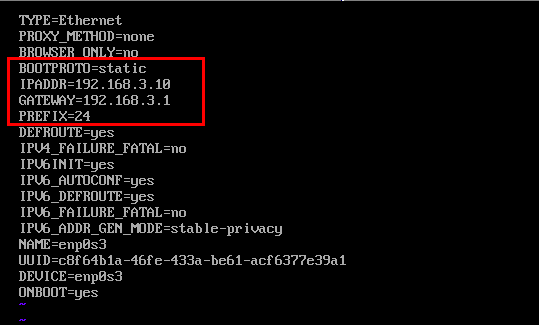 TYPE=Ethernet
PROXY_METHOD=none
BROWSER_ONLY=no
BOOTPROTO=static
IPADDR=192.168.3.10
GATEWAY=192.168.3.1
PREFIX=24
DEFROUTE=yes
IPV4_FAILURE_FATAL=no
IPV6INIT=yes
IPV6_AUTOCONF=yes
IPV6_DEFROUTE=yes
IPV6_FAILURE_FATAL=no
IPV6_ADDR_GEN_MODE=stable-privacy
NAME=enp0s3
UUID=c8f64b1a-46fe-433a-be61-acf6377e39a1
DEVICE=enp0s3
ONBOOT=yes
~
~